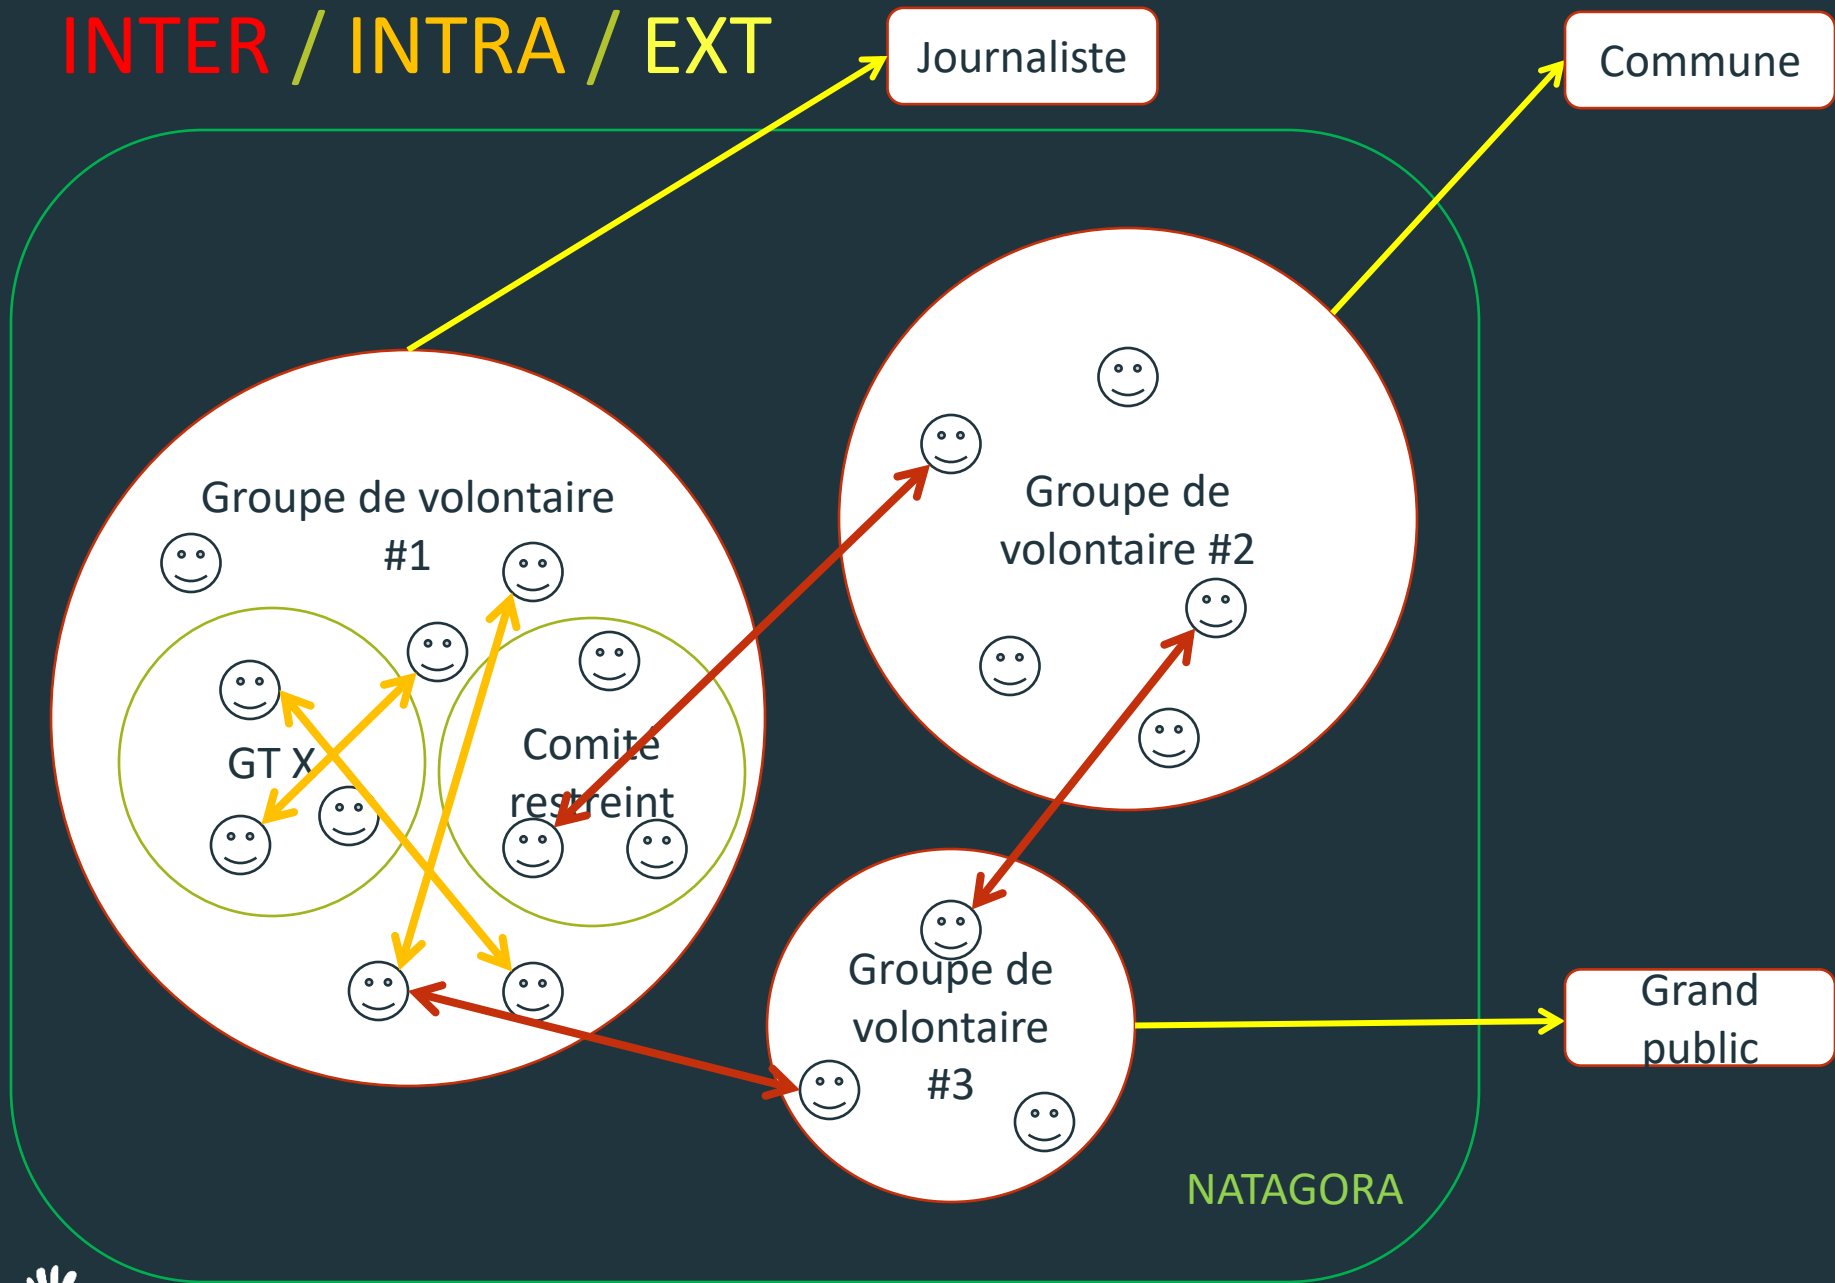 INTER / INTRA / EXT
Journaliste
Commune
Groupe de volontaire
#1
Groupe de
volontaire #2
GT X
Comité
restreint
Groupe de
volontaire
#3
Grand
public
NATAGORA